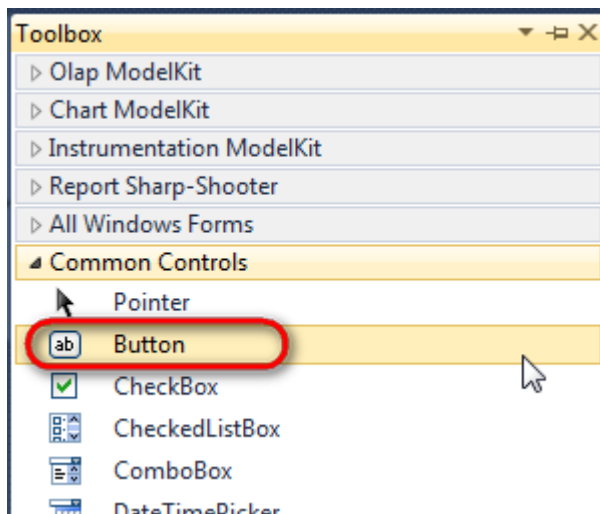 Toolbox
Olap ModelKit
Chart ModelKit
Instrumentation ModelKit
Report Sharp-Shooter
All Windows Forms
Common Controls
Pointer
ab Button
CheckBox
CheckedListBox
ComboBox
DateTimePicker